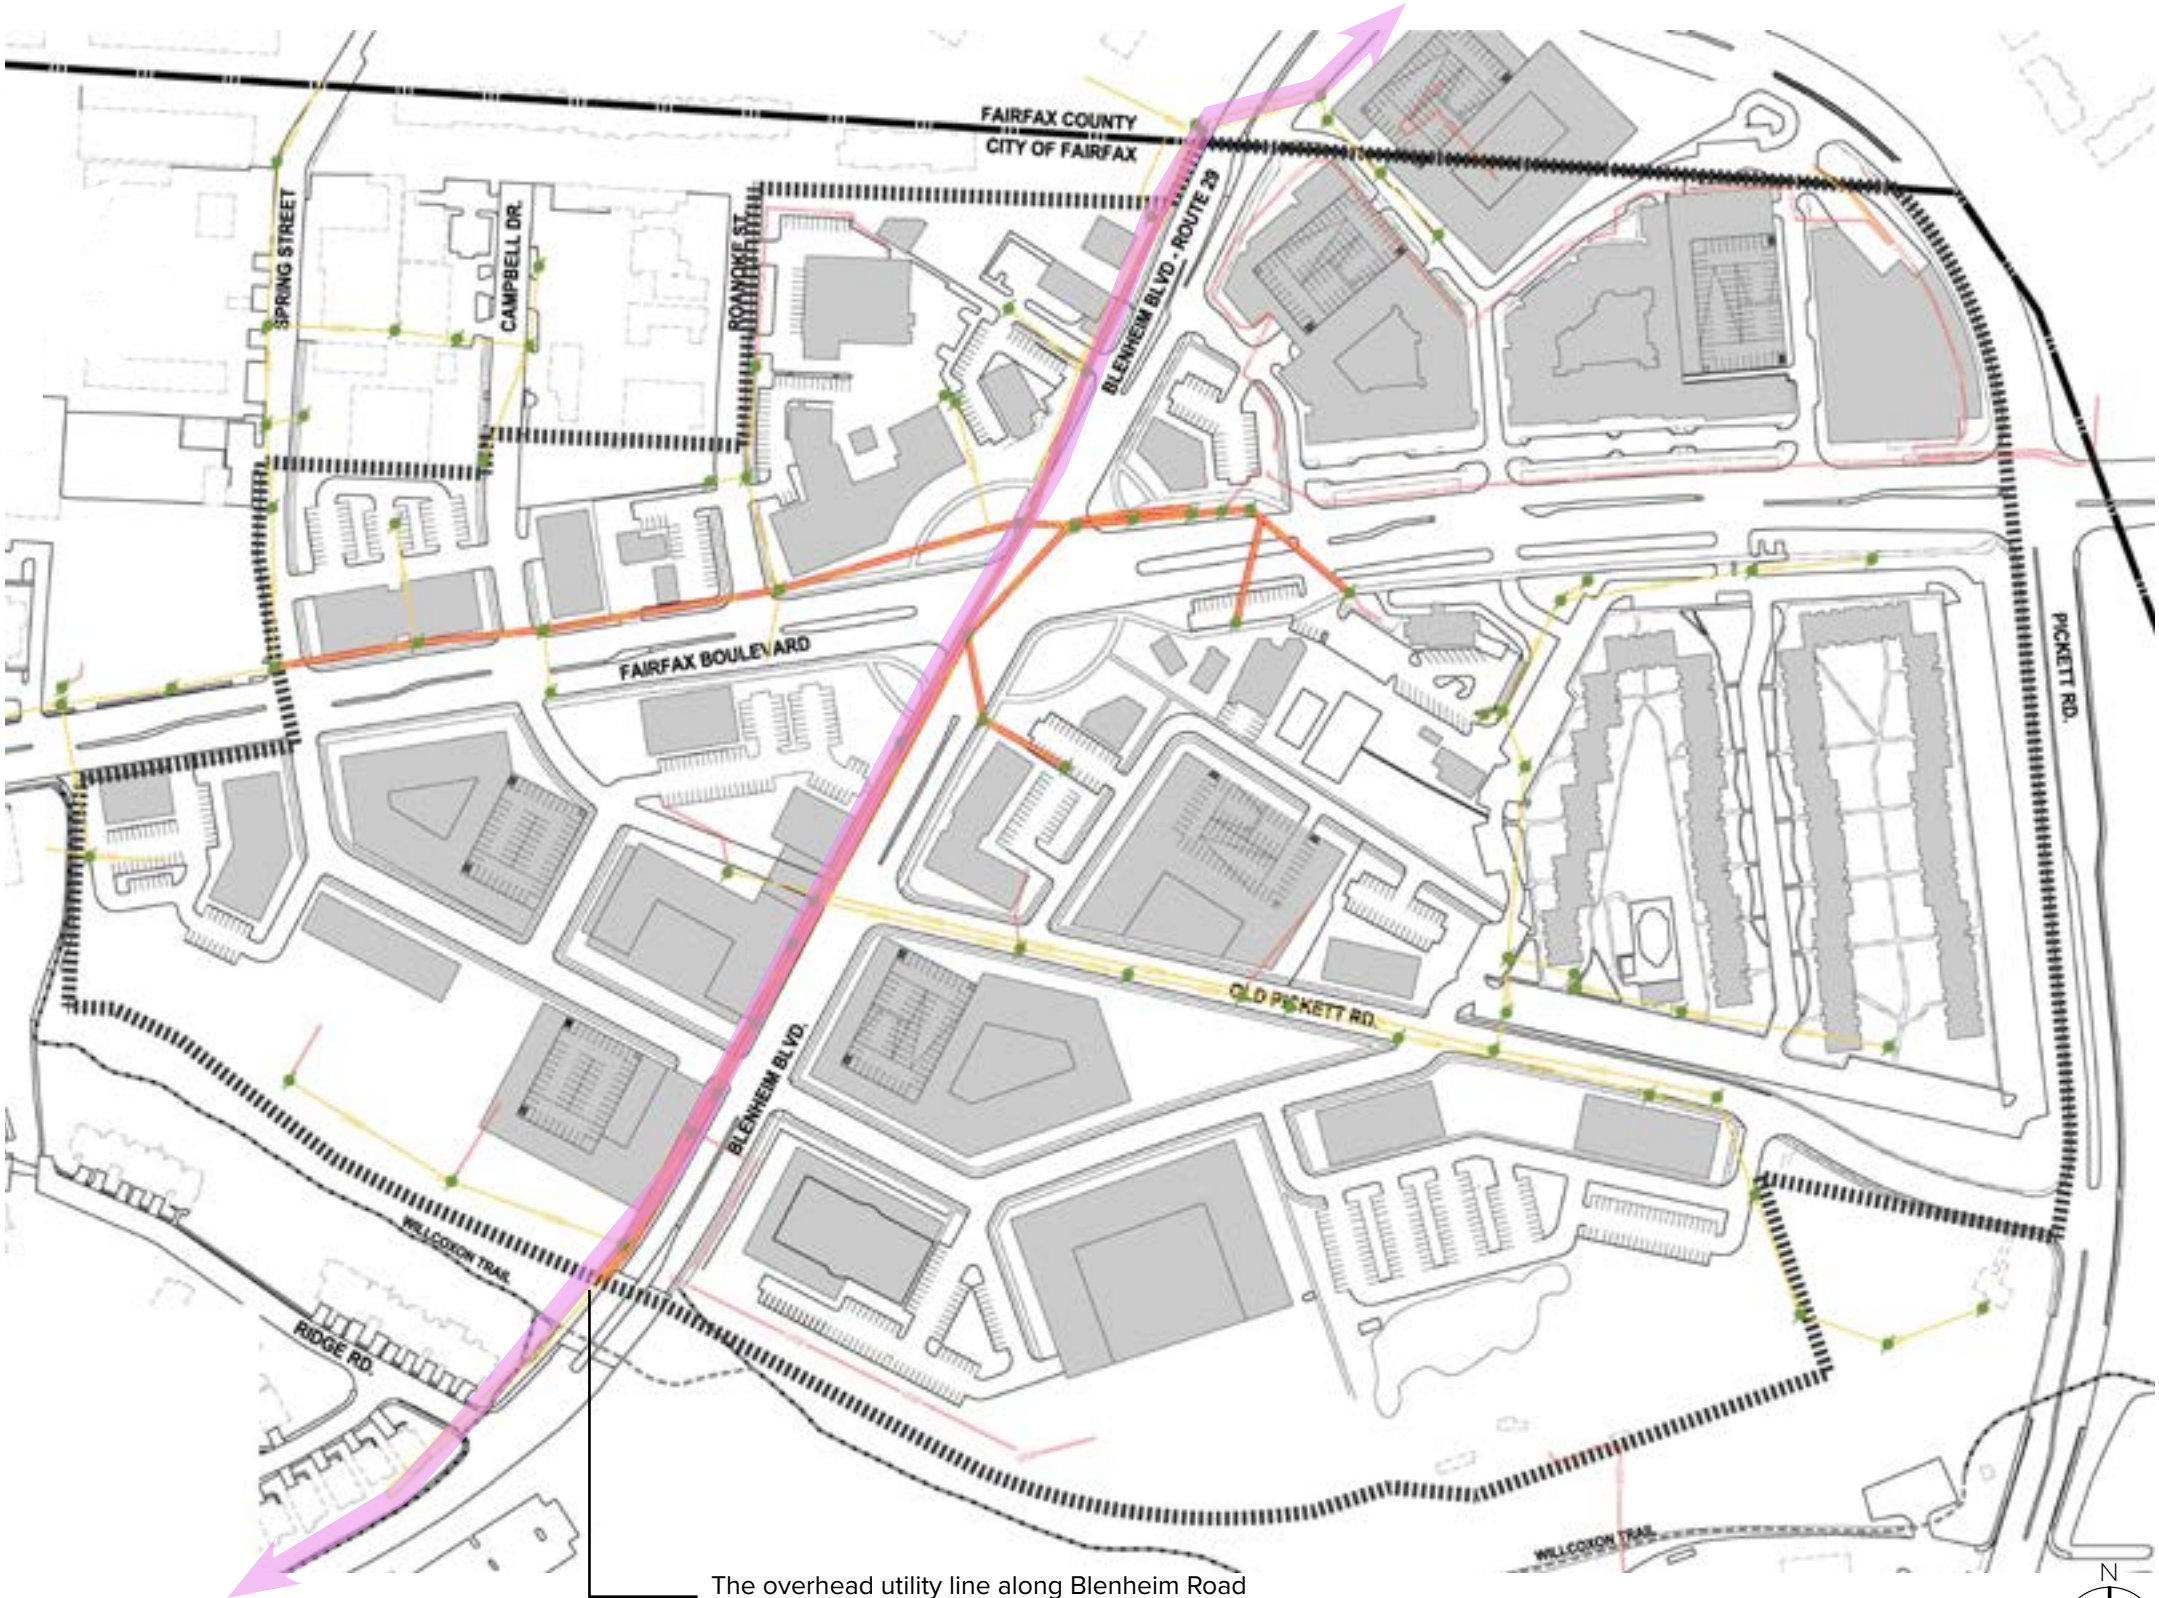 FAIRFAX COUNTY
CITY OF FAIRFAX
SPRING STREET
CAMPBELL DR.
ROANOKE ST.
BLENHEIM BLVD - ROUTE 29
FAIRFAX BOULEVARD
PICKETT RD.
OLD PICKETT RD.
BLENHEIM BLVD.
WILLCOXON TRAIL
RIDGE RD.
WILLCOXON TRAIL
N
The overhead utility line along Blenheim Road